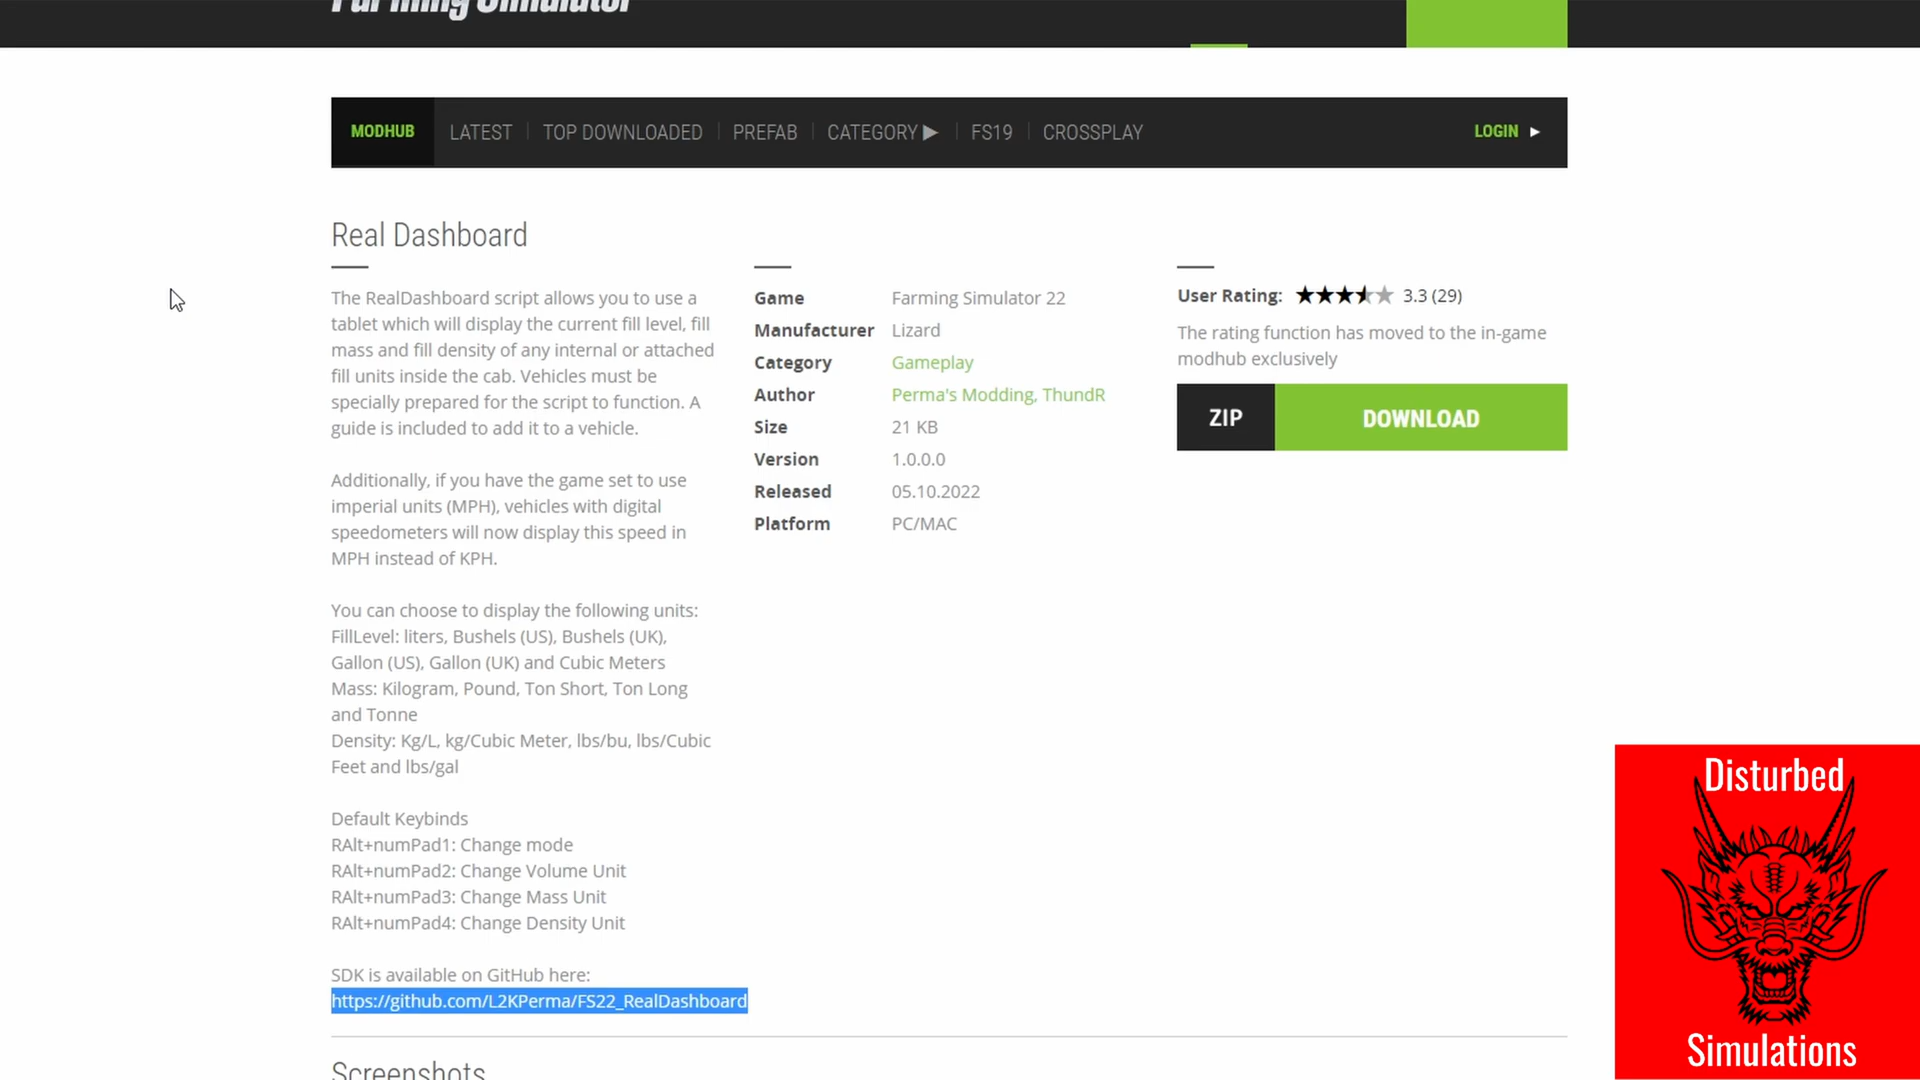 Farming Simulator
MODHUB
LATEST
TOP DOWNLOADED
PREFAB
CATEGORY ▶
FS19
CROSSPLAY
LOGIN ▶
Real Dashboard
The RealDashboard script allows you to use a
tablet which will display the current fill level, fill
mass and fill density of any internal or attached
fill units inside the cab. Vehicles must be
specially prepared for the script to function. A
guide is included to add it to a vehicle.
Additionally, if you have the game set to use
imperial units (MPH), vehicles with digital
speedometers will now display this speed in
MPH instead of KPH.
You can choose to display the following units:
FillLevel: liters, Bushels (US), Bushels (UK),
Gallon (US), Gallon (UK) and Cubic Meters
Mass: Kilogram, Pound, Ton Short, Ton Long
and Tonne
Density: Kg/L, kg/Cubic Meter, lbs/bu, lbs/Cubic
Feet and lbs/gal
Default Keybinds
RAlt+numPad1: Change mode
RAlt+numPad2: Change Volume Unit
RAlt+numPad3: Change Mass Unit
RAlt+numPad4: Change Density Unit
SDK is available on GitHub here:
https://github.com/L2KPerma/FS22_RealDashboard
Game Farming Simulator 22
Manufacturer Lizard
Category Gameplay
Author Perma's Modding, ThundR
Size 21 KB
Version 1.0.0.0
Released 05.10.2022
Platform PC/MAC
User Rating: 3.3 (29)
The rating function has moved to the in-game
modhub exclusively
ZIP DOWNLOAD
Screenshots
Disturbed
Simulations